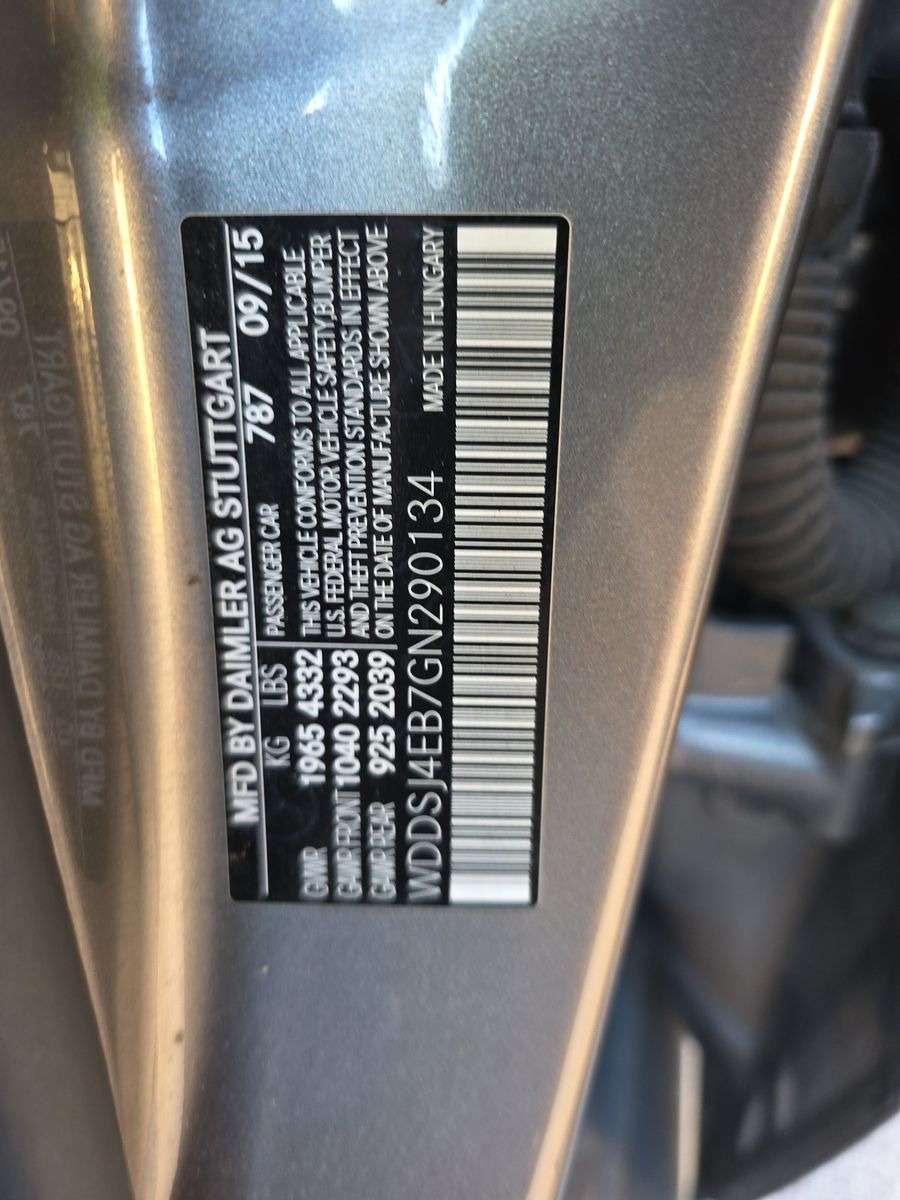 MFD BY DAIMLER AG STUTTGART
KG LBS PASSENGER CAR 787 09/15
GVWR 1965 4332
GAWR FRONT 1040 2293
GAWR REAR 925 2039
THIS VEHICLE CONFORMS TO ALL APPLICABLE
U.S. FEDERAL MOTOR VEHICLE SAFETY,BUMPER
AND THEFT PREVENTION STANDARDS IN EFFECT
ON THE DATE OF MANUFACTURE SHOWN ABOVE
WDDSJ4EB7GN290134 MADE IN HUNGARY